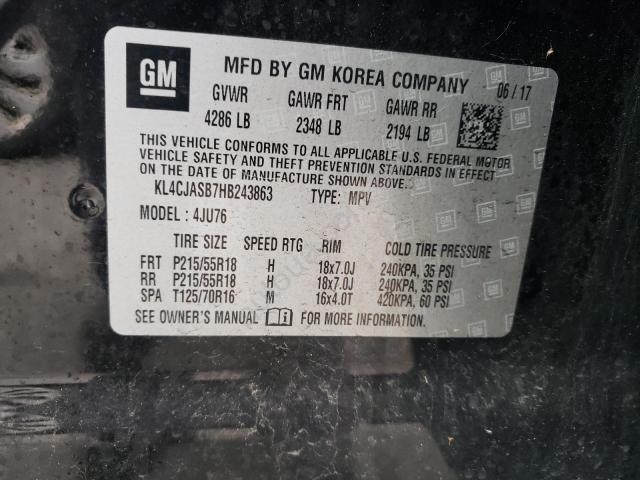 GM MFD BY GM KOREA COMPANY 06/17
GVWR GAWR FRT GAWR RR
4286 LB 2348 LB 2194 LB
THIS VEHICLE CONFORMS TO ALL APPLICABLE U.S. FEDERAL MOTOR
VEHICLE SAFETY AND THEFT PREVENTION STANDARDS IN EFFECT
ON THE DATE OF MANUFACTURE SHOWN ABOVE.
KL4CJASB7HB243863 TYPE: MPV
MODEL: 4JU76
TIRE SIZE SPEED RTG RIM COLD TIRE PRESSURE
FRT P215/55R18 H 18x7.0J 240KPA, 35 PSI
RR P215/55R18 H 18x7.0J 240KPA, 35 PSI
SPA T125/70R16 M 16x4.0T 420KPA, 60 PSI
SEE OWNER'S MANUAL FOR MORE INFORMATION.